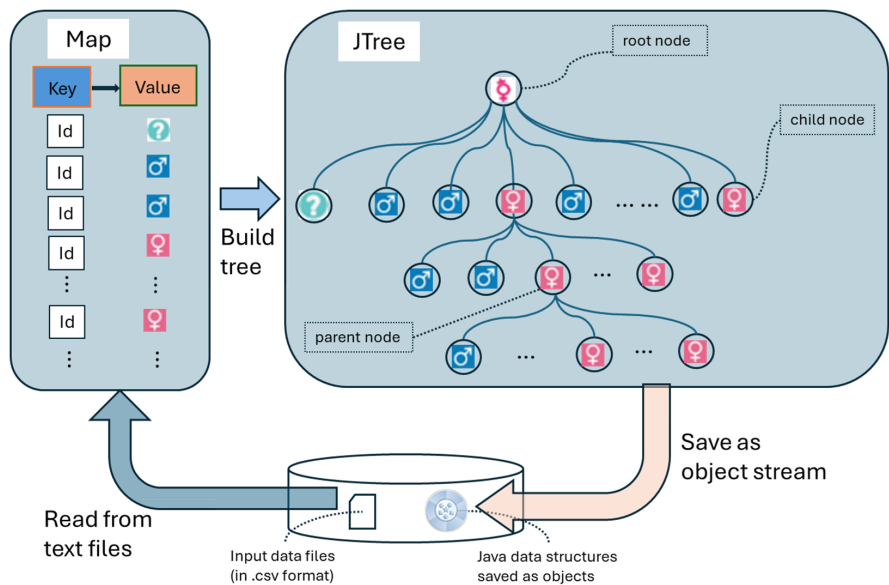 Map
JTree
root node
Key
Value
child node
Id
?
Id
Id
Id
Id
?
... ...
Build
tree
...
parent node
...
...
Save as
object stream
Read from
text files
Input data files
(in .csv format)
Java data structures
saved as objects